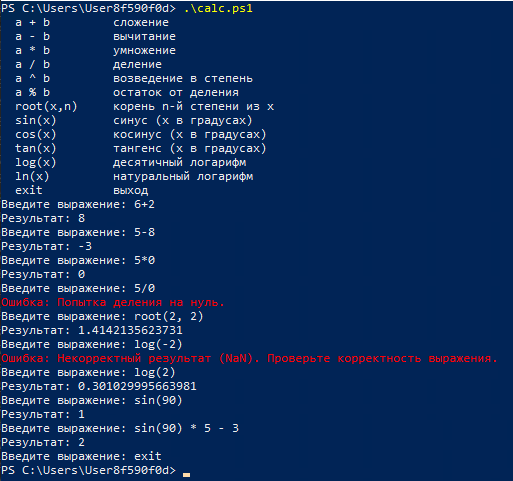 PS C:\Users\User8f590f0d> .\calc.ps1
a + b сложение
a - b вычитание
a * b умножение
a / b деление
a ^ b возведение в степень
a % b остаток от деления
root(x,n) корень n-й степени из x
sin(x) синус (x в градусах)
cos(x) косинус (x в градусах)
tan(x) тангенс (x в градусах)
log(x) десятичный логарифм
ln(x) натуральный логарифм
exit выход
Введите выражение: 6+2
Результат: 8
Введите выражение: 5-8
Результат: -3
Введите выражение: 5*0
Результат: 0
Введите выражение: 5/0
Ошибка: Попытка деления на нуль.
Введите выражение: root(2, 2)
Результат: 1.4142135623731
Введите выражение: log(-2)
Ошибка: Некорректный результат (NaN). Проверьте корректность выражения.
Введите выражение: log(2)
Результат: 0.301029995663981
Введите выражение: sin(90)
Результат: 1
Введите выражение: sin(90) * 5 - 3
Результат: 2
Введите выражение: exit
PS C:\Users\User8f590f0d>